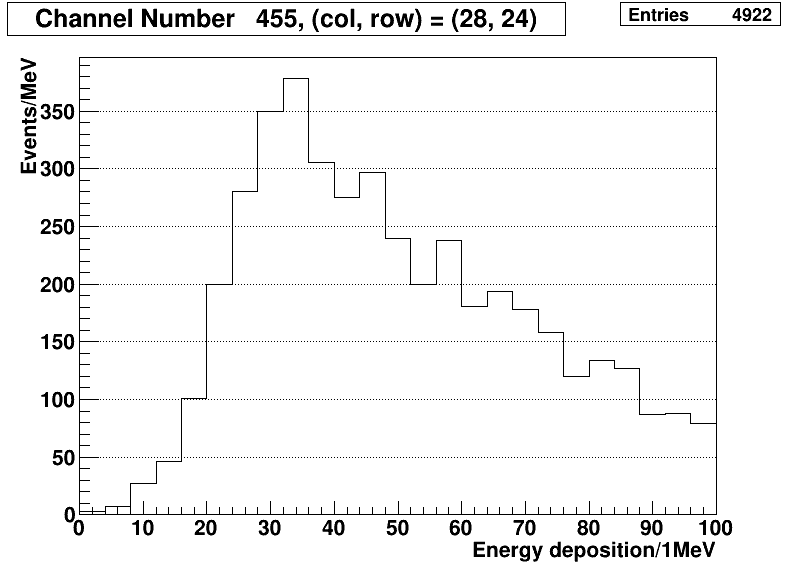 Channel Number 455, (col, row) = (28, 24)
Entries 4922
Events/MeV
350
300
250
200
150
100
50
0
0 10 20 30 40 50 60 70 80 90 100
Energy deposition/1MeV